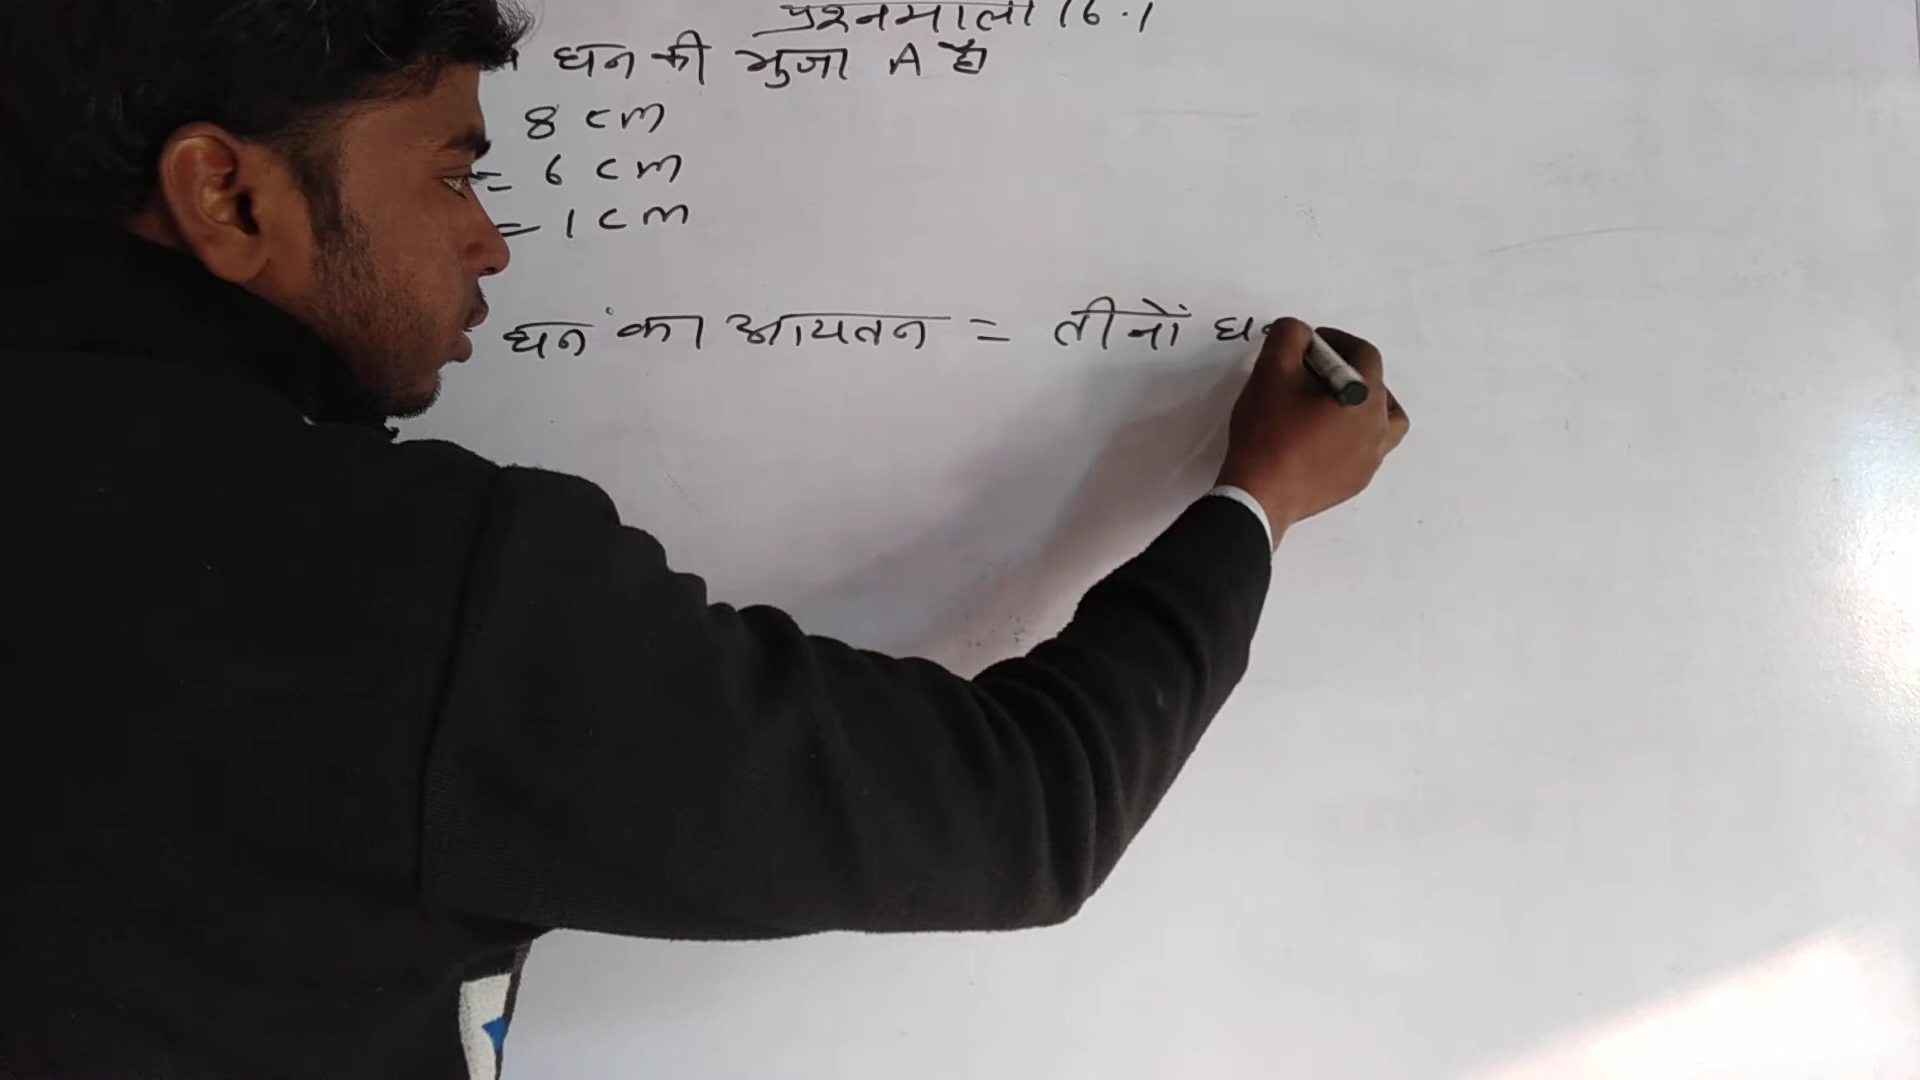 प्रश्नमाला 16.1
घन की भुजा A है
8 cm
= 6 cm
= 1 cm
घन का आयतन = तीनों